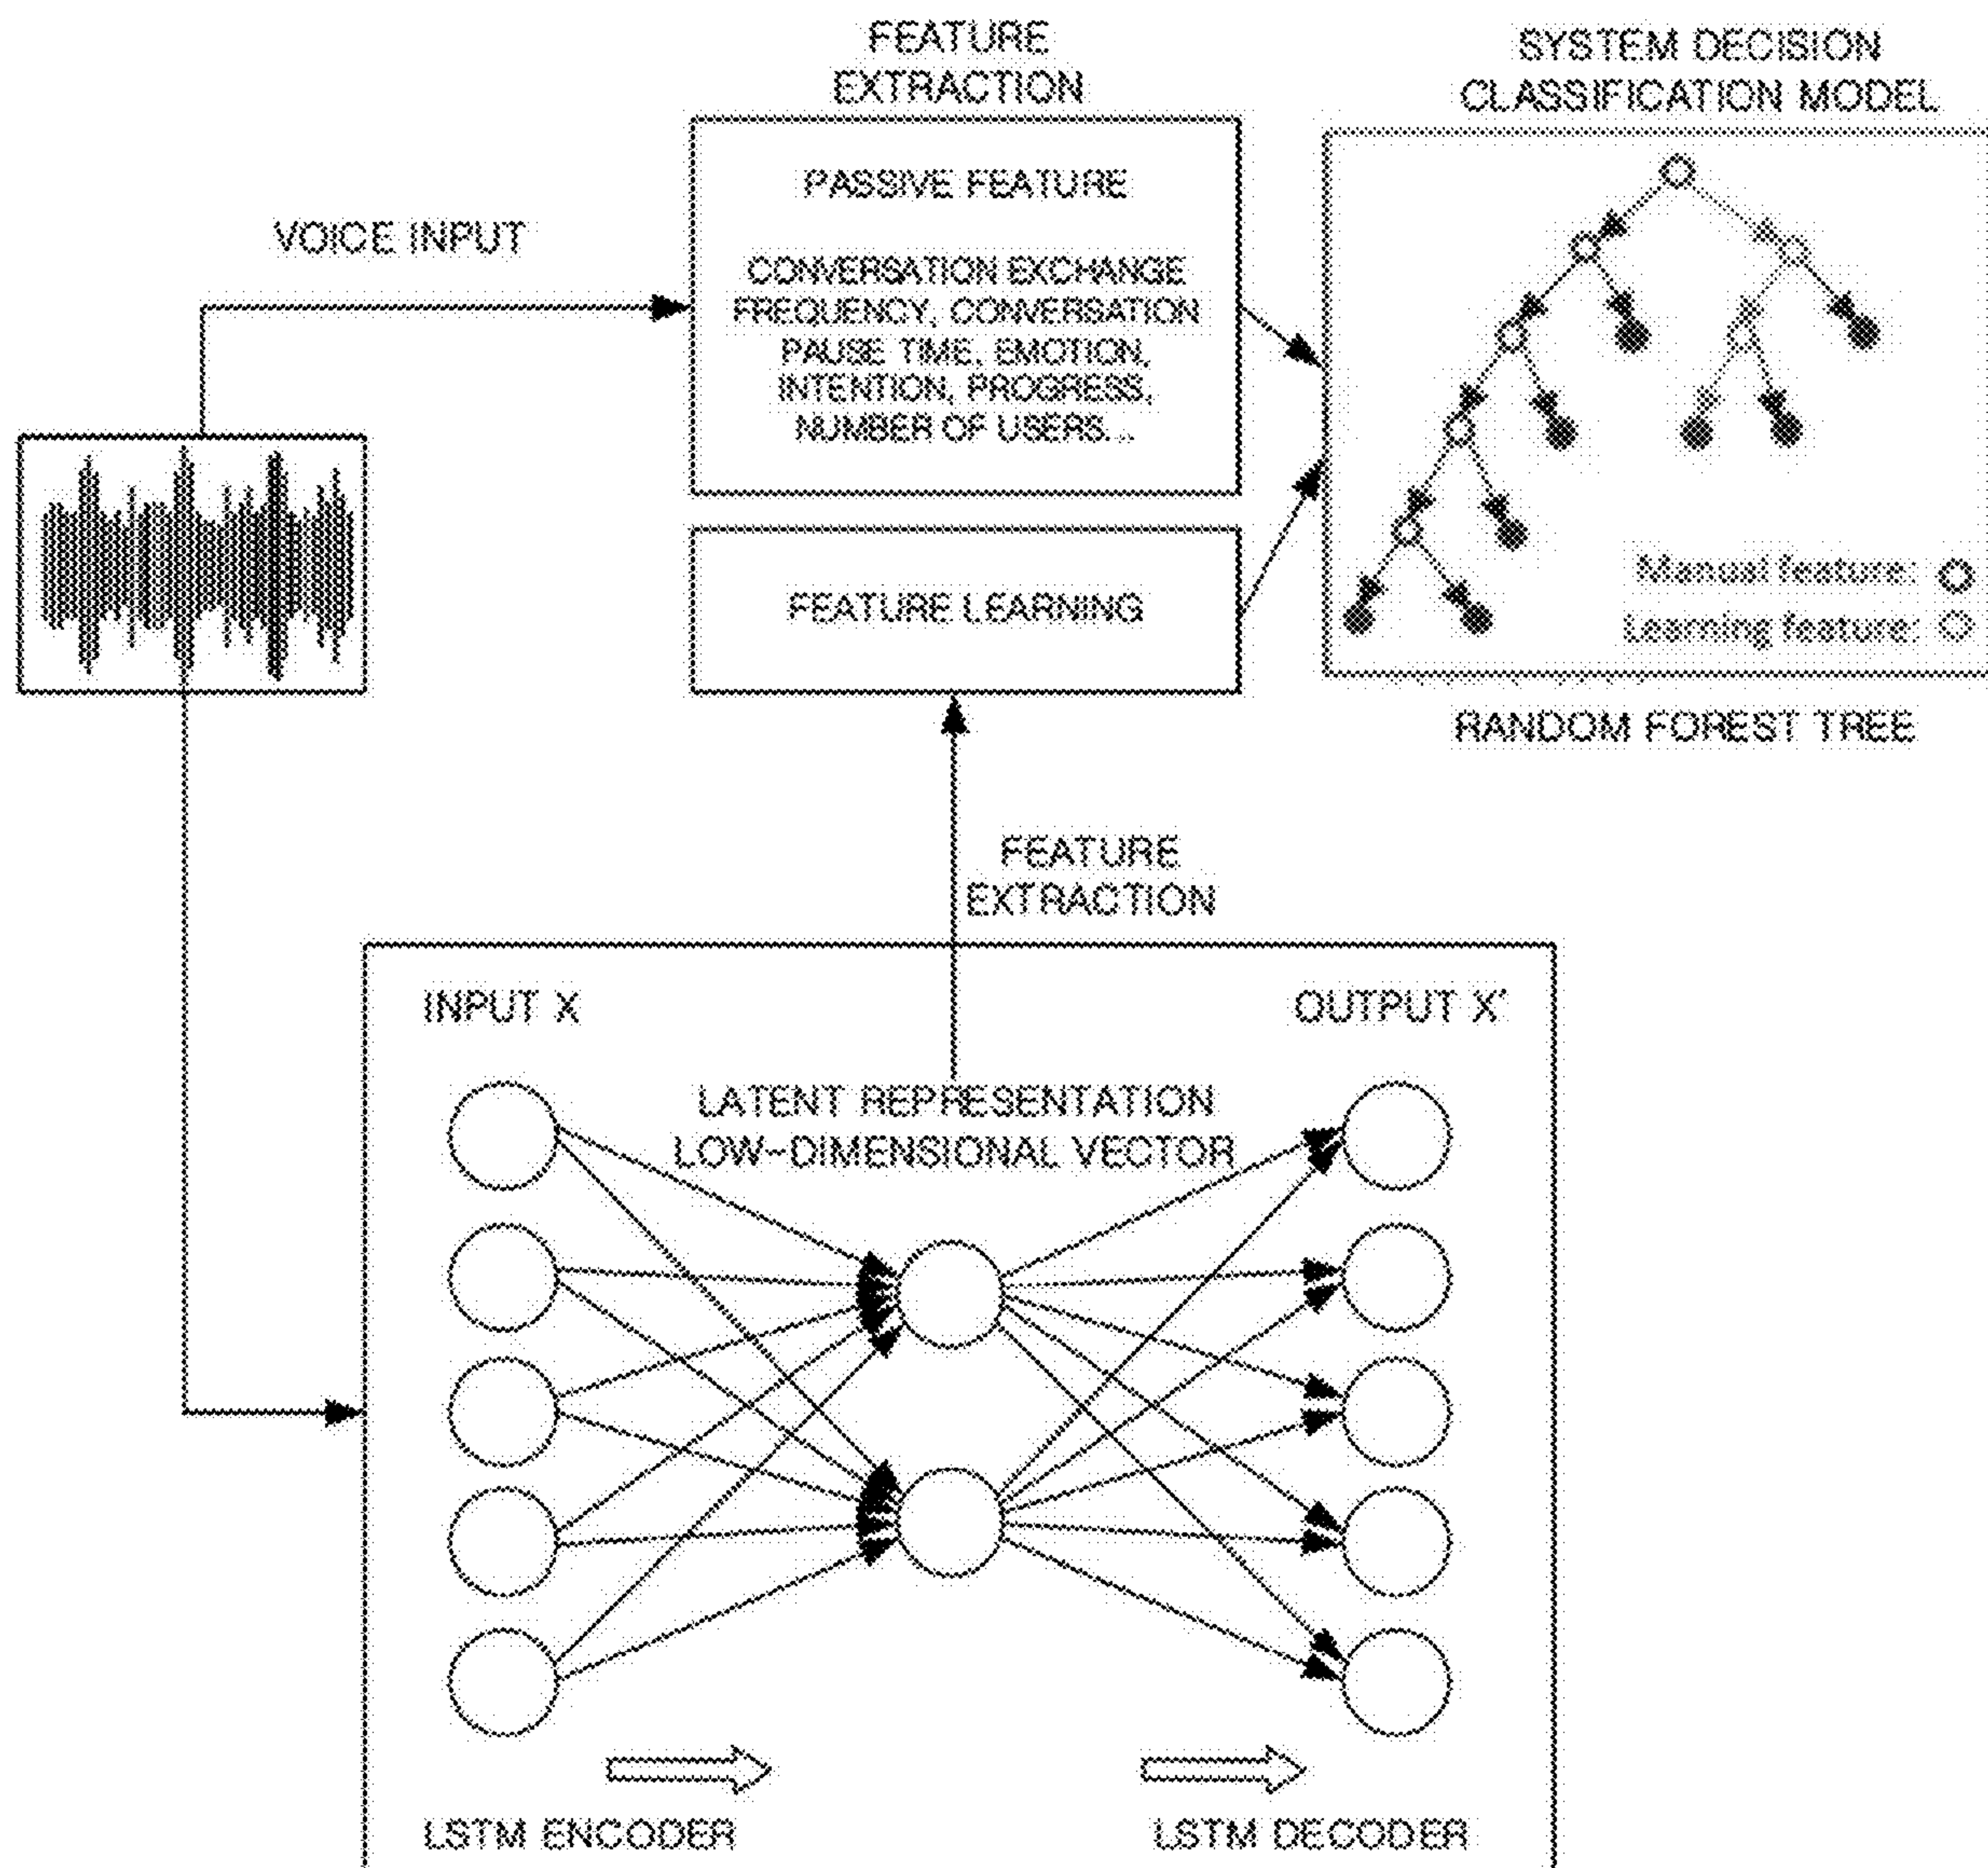 FEATURE
EXTRACTION
SYSTEM DECISION
CLASSIFICATION MODEL
VOICE INPUT
PASSIVE FEATURE
CONVERSATION EXCHANGE
FREQUENCY, CONVERSATION
PAUSE TIME, EMOTION,
INTENTION, PROGRESS,
NUMBER OF USERS...
FEATURE LEARNING
Manual feature:
Learning feature:
RANDOM FOREST TREE
FEATURE
EXTRACTION
INPUT X
OUTPUT X'
LATENT REPRESENTATION
LOW-DIMENSIONAL VECTOR
LSTM ENCODER
LSTM DECODER